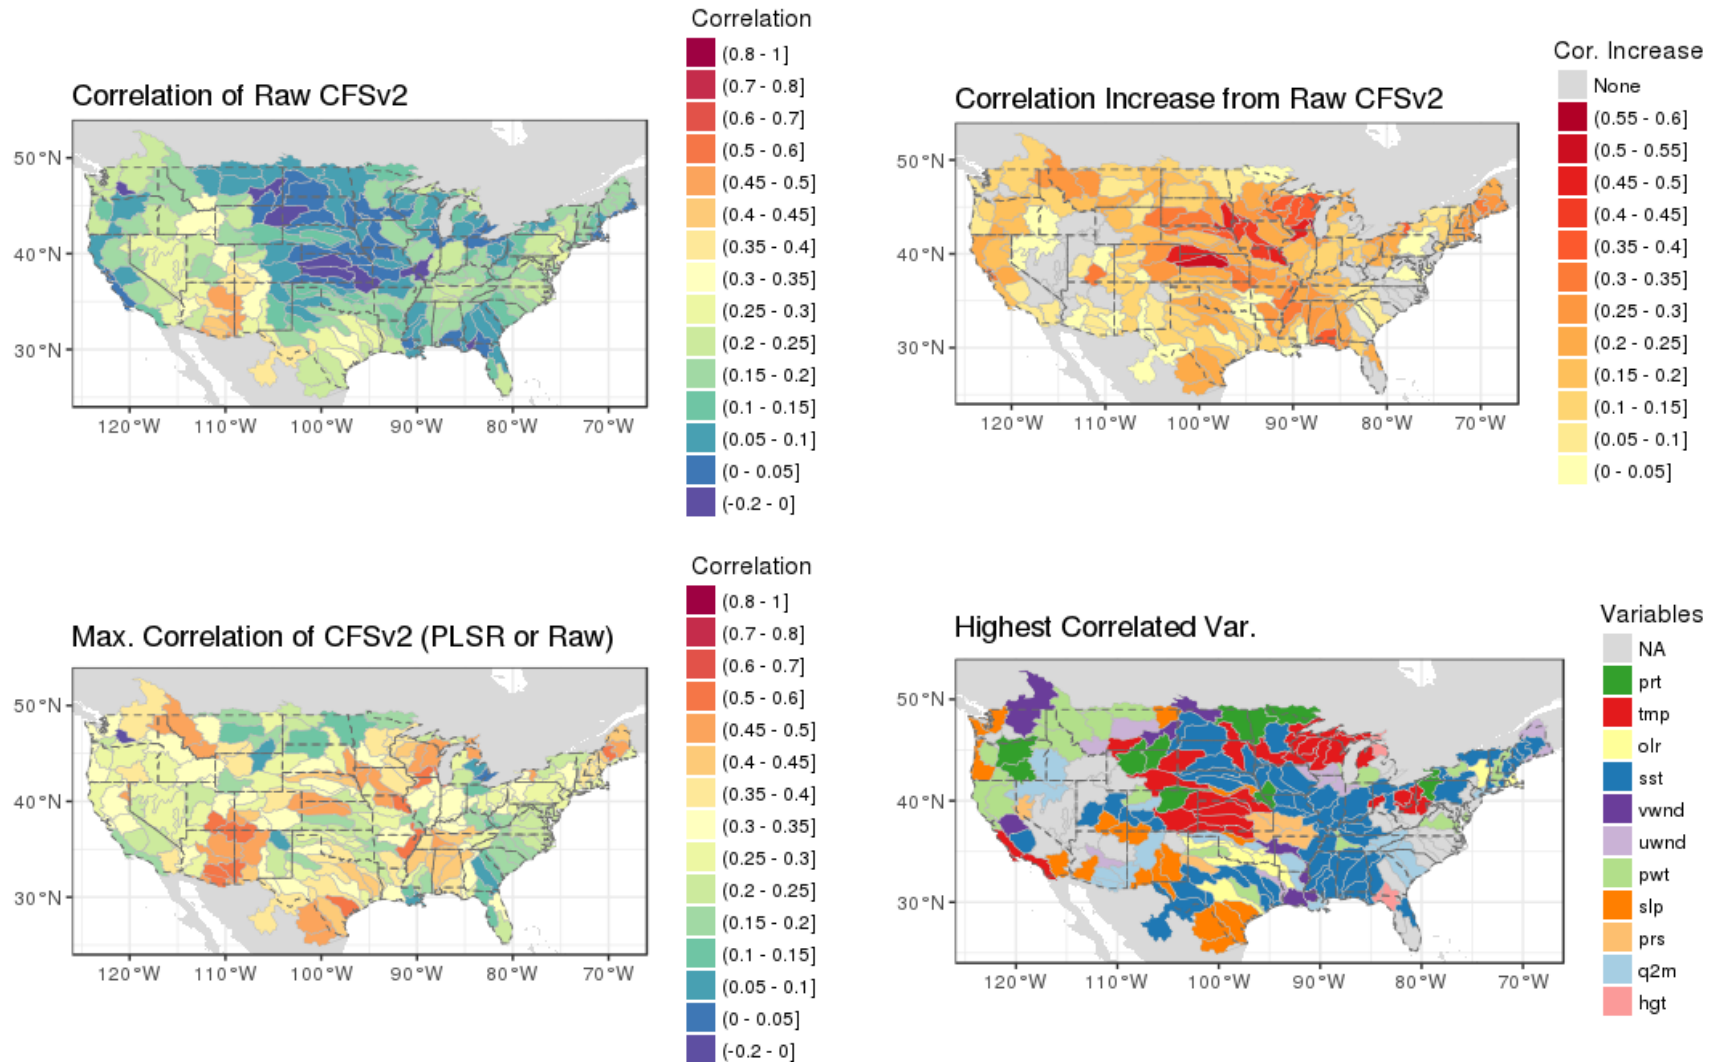 Correlation of Raw CFSv2
50°N
40°N
30°N
120°W 110°W 100°W 90°W 80°W 70°W
Correlation
(0.8 - 1]
(0.7 - 0.8]
(0.6 - 0.7]
(0.5 - 0.6]
(0.45 - 0.5]
(0.4 - 0.45]
(0.35 - 0.4]
(0.3 - 0.35]
(0.25 - 0.3]
(0.2 - 0.25]
(0.15 - 0.2]
(0.1 - 0.15]
(0.05 - 0.1]
(0 - 0.05]
(-0.2 - 0]
Correlation Increase from Raw CFSv2
50°N
40°N
30°N
120°W 110°W 100°W 90°W 80°W 70°W
Cor. Increase
None
(0.55 - 0.6]
(0.5 - 0.55]
(0.45 - 0.5]
(0.4 - 0.45]
(0.35 - 0.4]
(0.3 - 0.35]
(0.25 - 0.3]
(0.2 - 0.25]
(0.15 - 0.2]
(0.1 - 0.15]
(0.05 - 0.1]
(0 - 0.05]
Max. Correlation of CFSv2 (PLSR or Raw)
50°N
40°N
30°N
120°W 110°W 100°W 90°W 80°W 70°W
Correlation
(0.8 - 1]
(0.7 - 0.8]
(0.6 - 0.7]
(0.5 - 0.6]
(0.45 - 0.5]
(0.4 - 0.45]
(0.35 - 0.4]
(0.3 - 0.35]
(0.25 - 0.3]
(0.2 - 0.25]
(0.15 - 0.2]
(0.1 - 0.15]
(0.05 - 0.1]
(0 - 0.05]
(-0.2 - 0]
Highest Correlated Var.
50°N
40°N
30°N
120°W 110°W 100°W 90°W 80°W 70°W
Variables
NA
prt
tmp
olr
sst
vwnd
uwnd
pwt
slp
prs
q2m
hgt